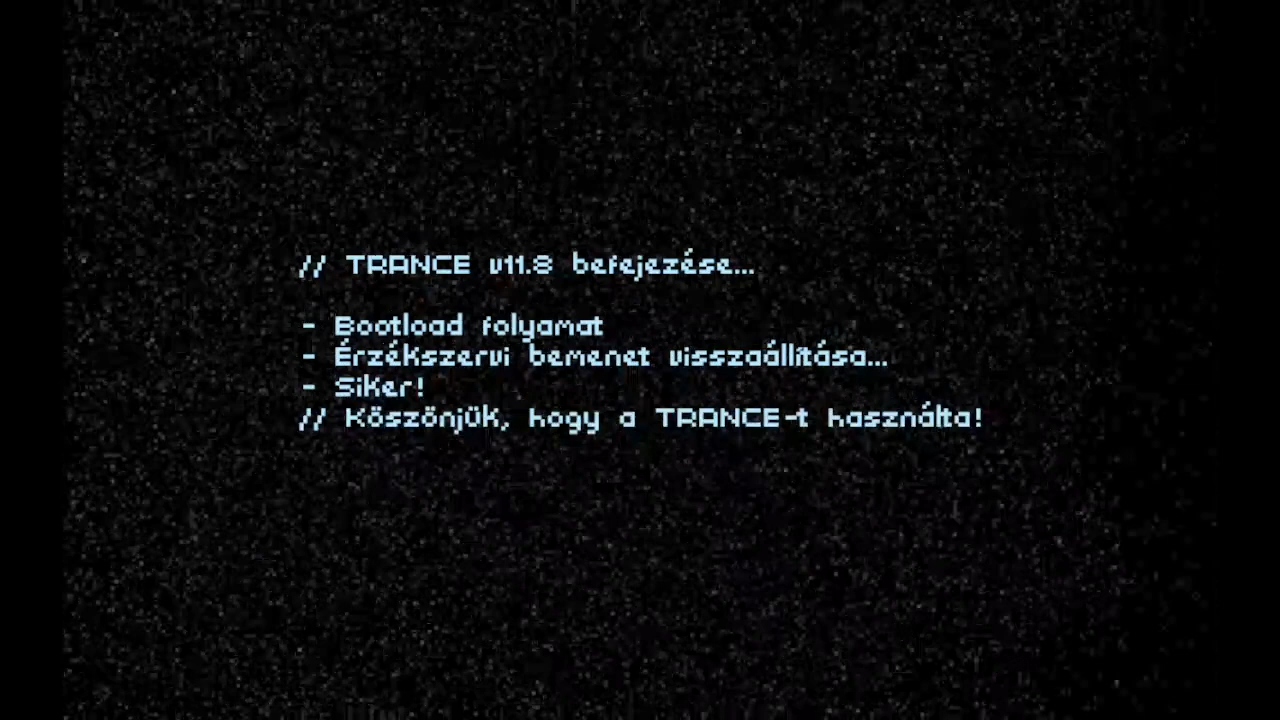 // TRANCE v11.8 befejezése...
- Bootload folyamat
- Érzékszervi bemenet visszaállítása...
- Siker!
// Köszönjük, hogy a TRANCE-t használta!